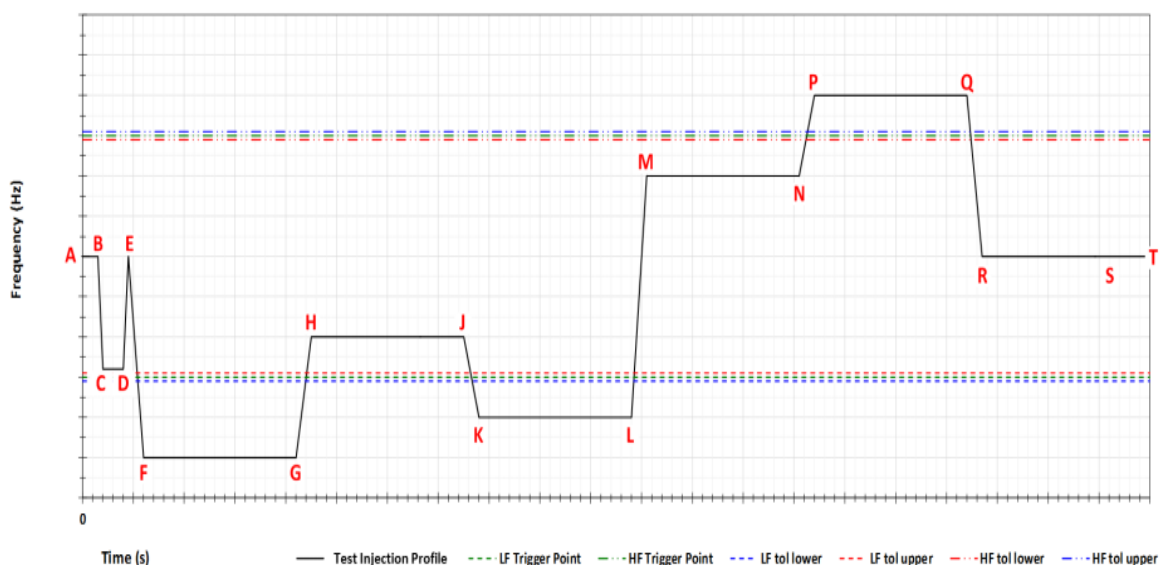 P
Q
M
N
B
E
A
R
S
T
H
J
C
D
K
L
F
G
Frequency (Hz)
0
Time (s)
Test Injection Profile
LF Trigger Point
HF Trigger Point
LF tol lower
LF tol upper
HF tol lower
HF tol upper